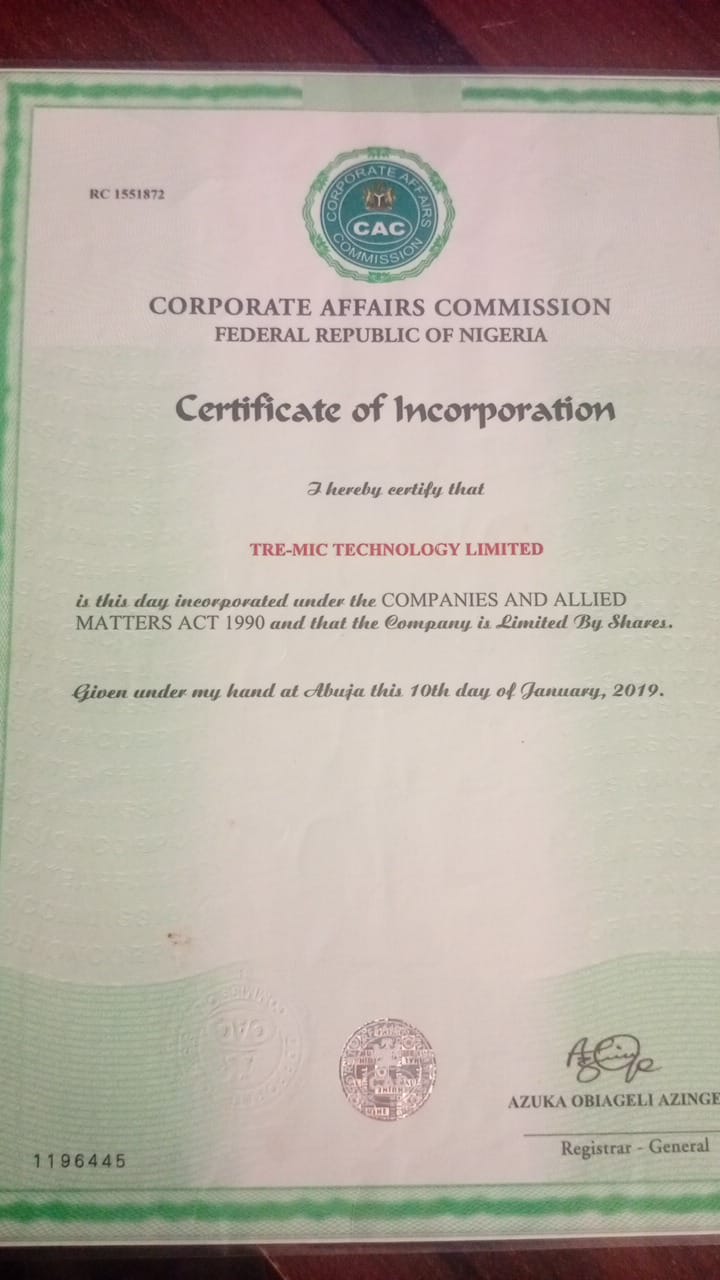 RC 1551872
CORPORATE AFFAIRS
CAC
COMMISSION
CORPORATE AFFAIRS COMMISSION
FEDERAL REPUBLIC OF NIGERIA
Certificate of Incorporation
I hereby certify that
TRE-MIC TECHNOLOGY LIMITED
is this day incorporated under the COMPANIES AND ALLIED
MATTERS ACT 1990 and that the Company is Limited By Shares.
Given under my hand at Abuja this 10th day of January, 2019.
CAC
AZUKA OBIAGELI AZINGE
Registrar - General
1196445